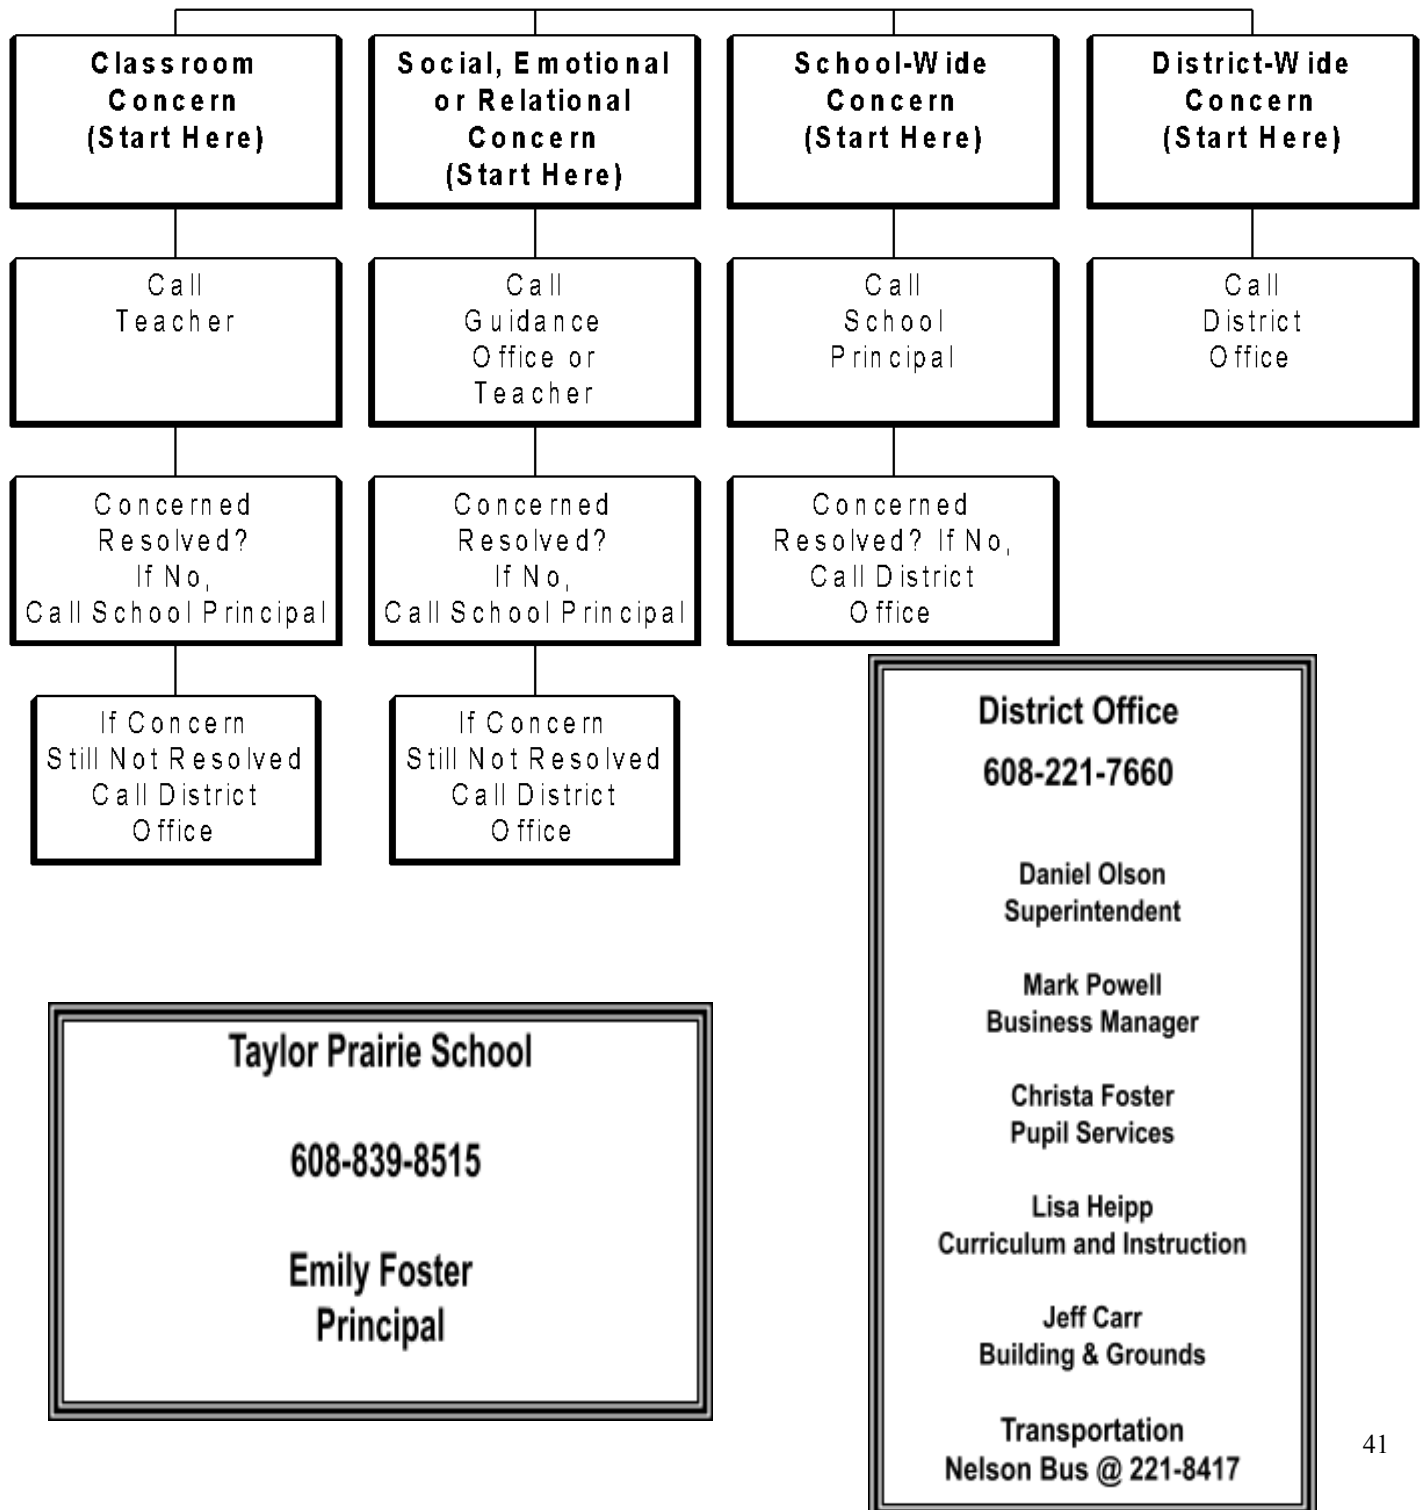 Classroom
Concern
(Start Here)
Social, Emotional
or Relational
Concern
(Start Here)
School-Wide
Concern
(Start Here)
District-Wide
Concern
(Start Here)
Call
Teacher
Call
Guidance
Office or
Teacher
Call
School
Principal
Call
District
Office
Concerned
Resolved?
If No,
Call School Principal
Concerned
Resolved?
If No,
Call School Principal
Concerned
Resolved? If No,
Call District
Office
If Concern
Still Not Resolved
Call District
Office
If Concern
Still Not Resolved
Call District
Office
District Office
608-221-7660
Daniel Olson
Superintendent
Mark Powell
Business Manager
Christa Foster
Pupil Services
Lisa Heipp
Curriculum and Instruction
Jeff Carr
Building & Grounds
Transportation
Nelson Bus @ 221-8417
Taylor Prairie School
608-839-8515
Emily Foster
Principal
41